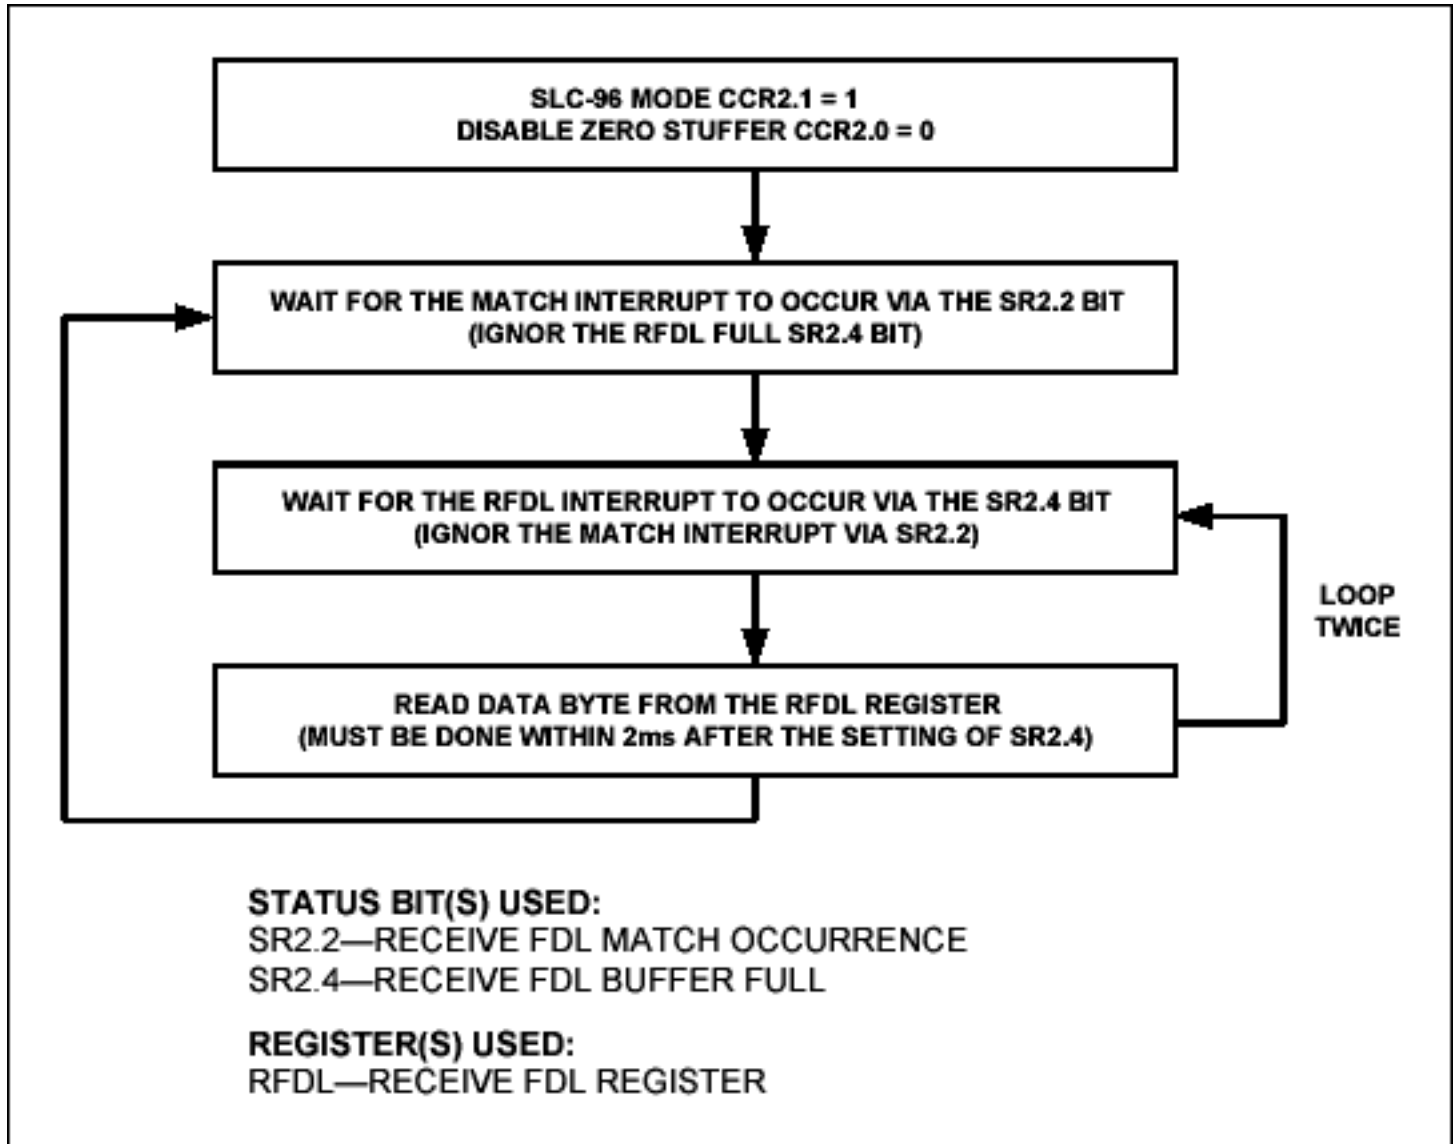 SLC-96 MODE CCR2.1 = 1
DISABLE ZERO STUFFER CCR2.0 = 0
WAIT FOR THE MATCH INTERRUPT TO OCCUR VIA THE SR2.2 BIT
(IGNOR THE RFDL FULL SR2.4 BIT)
WAIT FOR THE RFDL INTERRUPT TO OCCUR VIA THE SR2.4 BIT
(IGNOR THE MATCH INTERRUPT VIA SR2.2)
LOOP
TWICE
READ DATA BYTE FROM THE RFDL REGISTER
(MUST BE DONE WITHIN 2ms AFTER THE SETTING OF SR2.4)
STATUS BIT(S) USED:
SR2.2—RECEIVE FDL MATCH OCCURRENCE
SR2.4—RECEIVE FDL BUFFER FULL
REGISTER(S) USED:
RFDL—RECEIVE FDL REGISTER